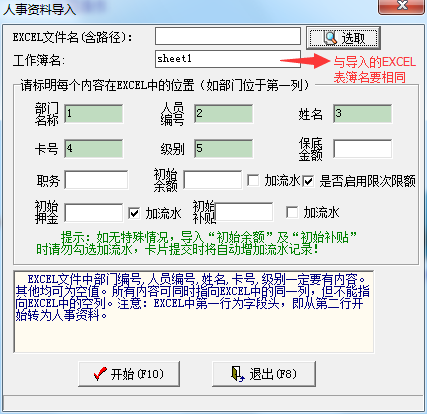 人事资料导入
EXCEL文件名(含路径):
选取
工作簿名:
sheet1
与导入的EXCEL
表簿名要相同
请标明每个内容在EXCEL中的位置(如部门位于第一列)
部门
名称
1
人员
编号
2
姓名
3
卡号
4
级别
5
保底
金额
职务
初始
余额
加流水
是否启用限次限额
初始
押金
加流水
初始
补贴
加流水
提示: 如无特殊情况, 导入“初始余额”及“初始补贴”
时请勿勾选加流水, 卡片提交时将自动增加流水记录!
EXCEL文件中部门编号,人员编号,姓名,卡号,级别一定要有内容。
其他均可为空值。所有内容可同时指向EXCEL中的同一列, 但不能指
向EXCEL中的空列。注意: EXCEL中第一行为字段头, 即从第二行开
始转为人事资料。
开始(F10)
退出(F8)